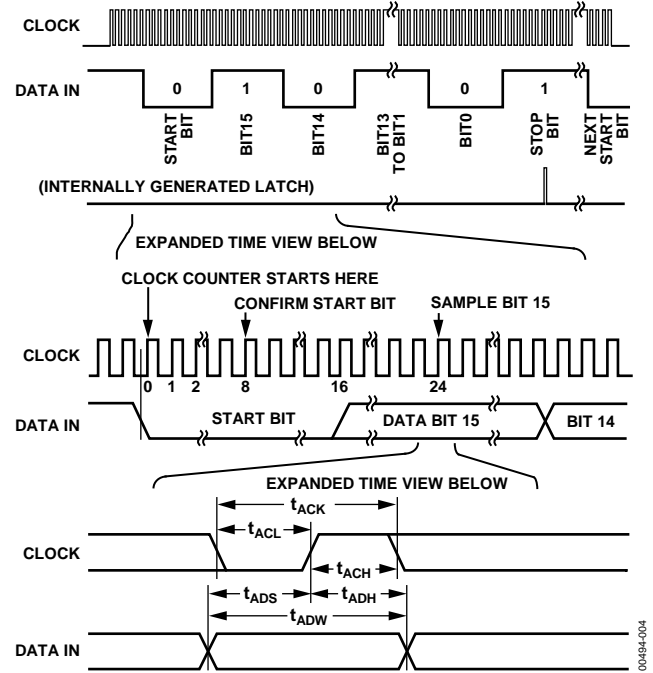 CLOCK
DATA IN
0 1 0 0 1
START BIT
BIT15
BIT14
BIT13 TO BIT1
BIT0
STOP BIT
NEXT START BIT
(INTERNALLY GENERATED LATCH)
EXPANDED TIME VIEW BELOW
CLOCK COUNTER STARTS HERE
CONFIRM START BIT
SAMPLE BIT 15
CLOCK
0 1 2 8 16 24
DATA IN
START BIT
DATA BIT 15
BIT 14
EXPANDED TIME VIEW BELOW
tACK
tACL
CLOCK
tACH
tADS
tADH
tADW
DATA IN
00494-004